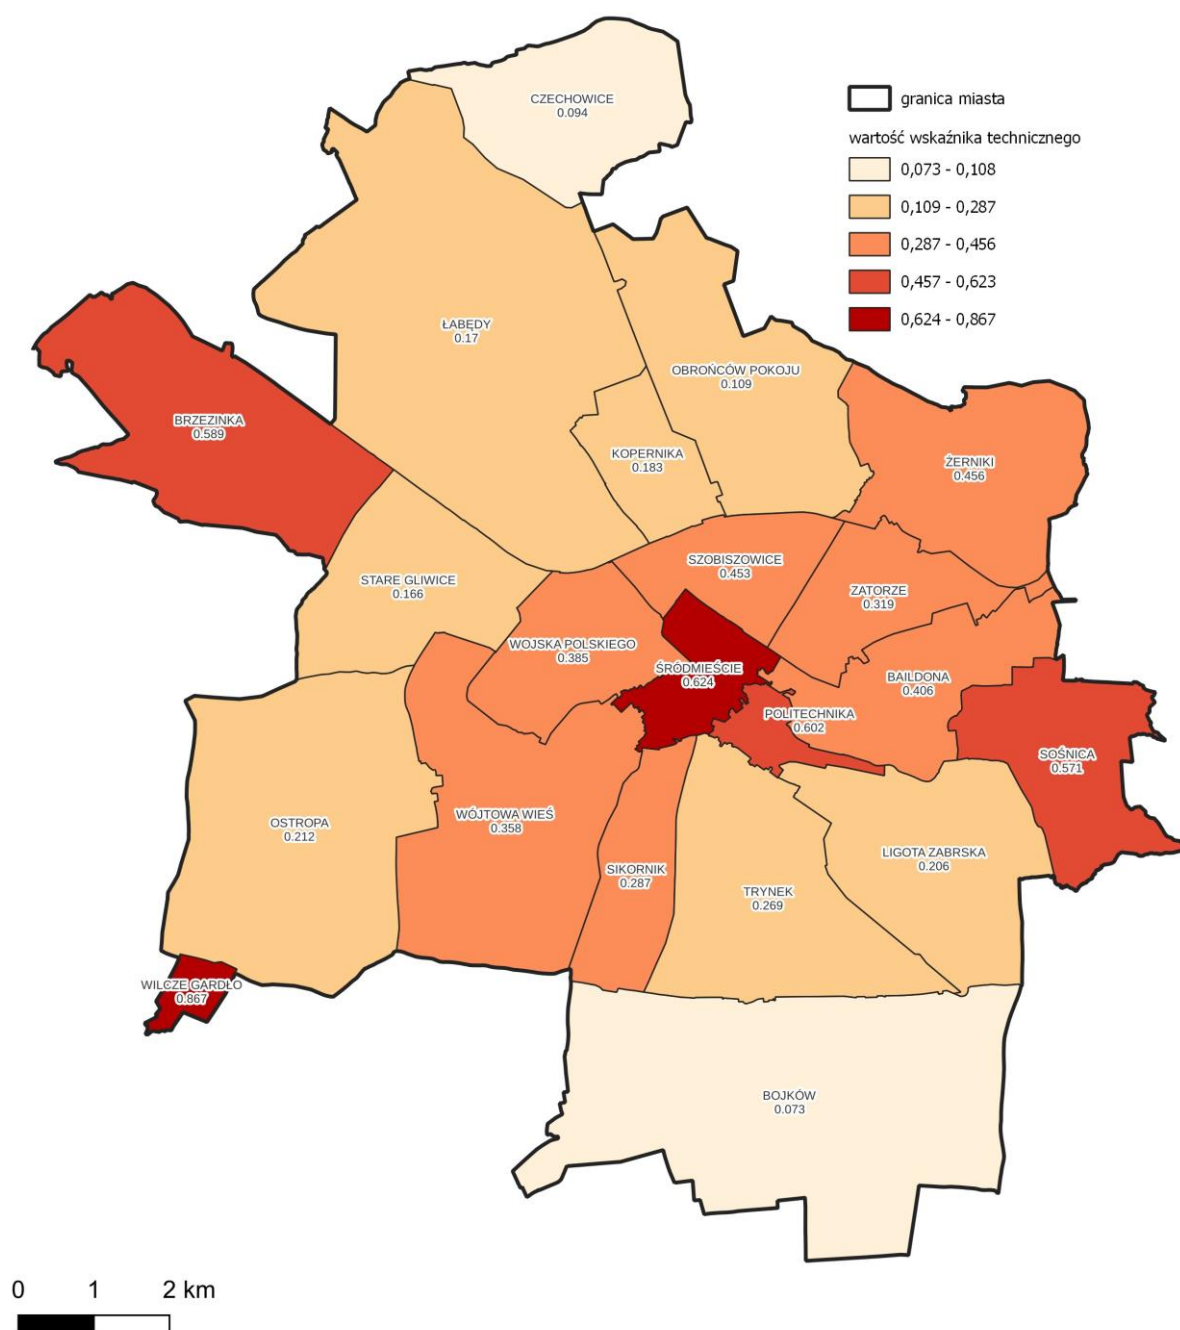 CZECHOWICE
0.094
granica miasta
wartość wskaźnika technicznego
0,073 - 0,108
0,109 - 0,287
0,287 - 0,456
0,457 - 0,623
0,624 - 0,867
ŁABĘDY
0.17
OBROŃCÓW POKOJU
0.109
BRZEZINKA
0.589
KOPERNIKA
0.183
ŻERNIKI
0.456
SZOBISZOWICE
0.453
STARE GLIWICE
0.166
ZATORZE
0.319
WOJSKA POLSKIEGO
0.385
ŚRÓDMIEŚCIE
0.624
BAILDONA
0.406
POLITECHNIKA
0.602
SOŚNICA
0.571
OSTROPA
0.212
WÓJTOWA WIEŚ
0.358
SIKORNIK
0.287
TRYNEK
0.269
LIGOTA ZABRSKA
0.206
WILCZE GARDŁO
0.867
BOJKÓW
0.073
0 1 2 km